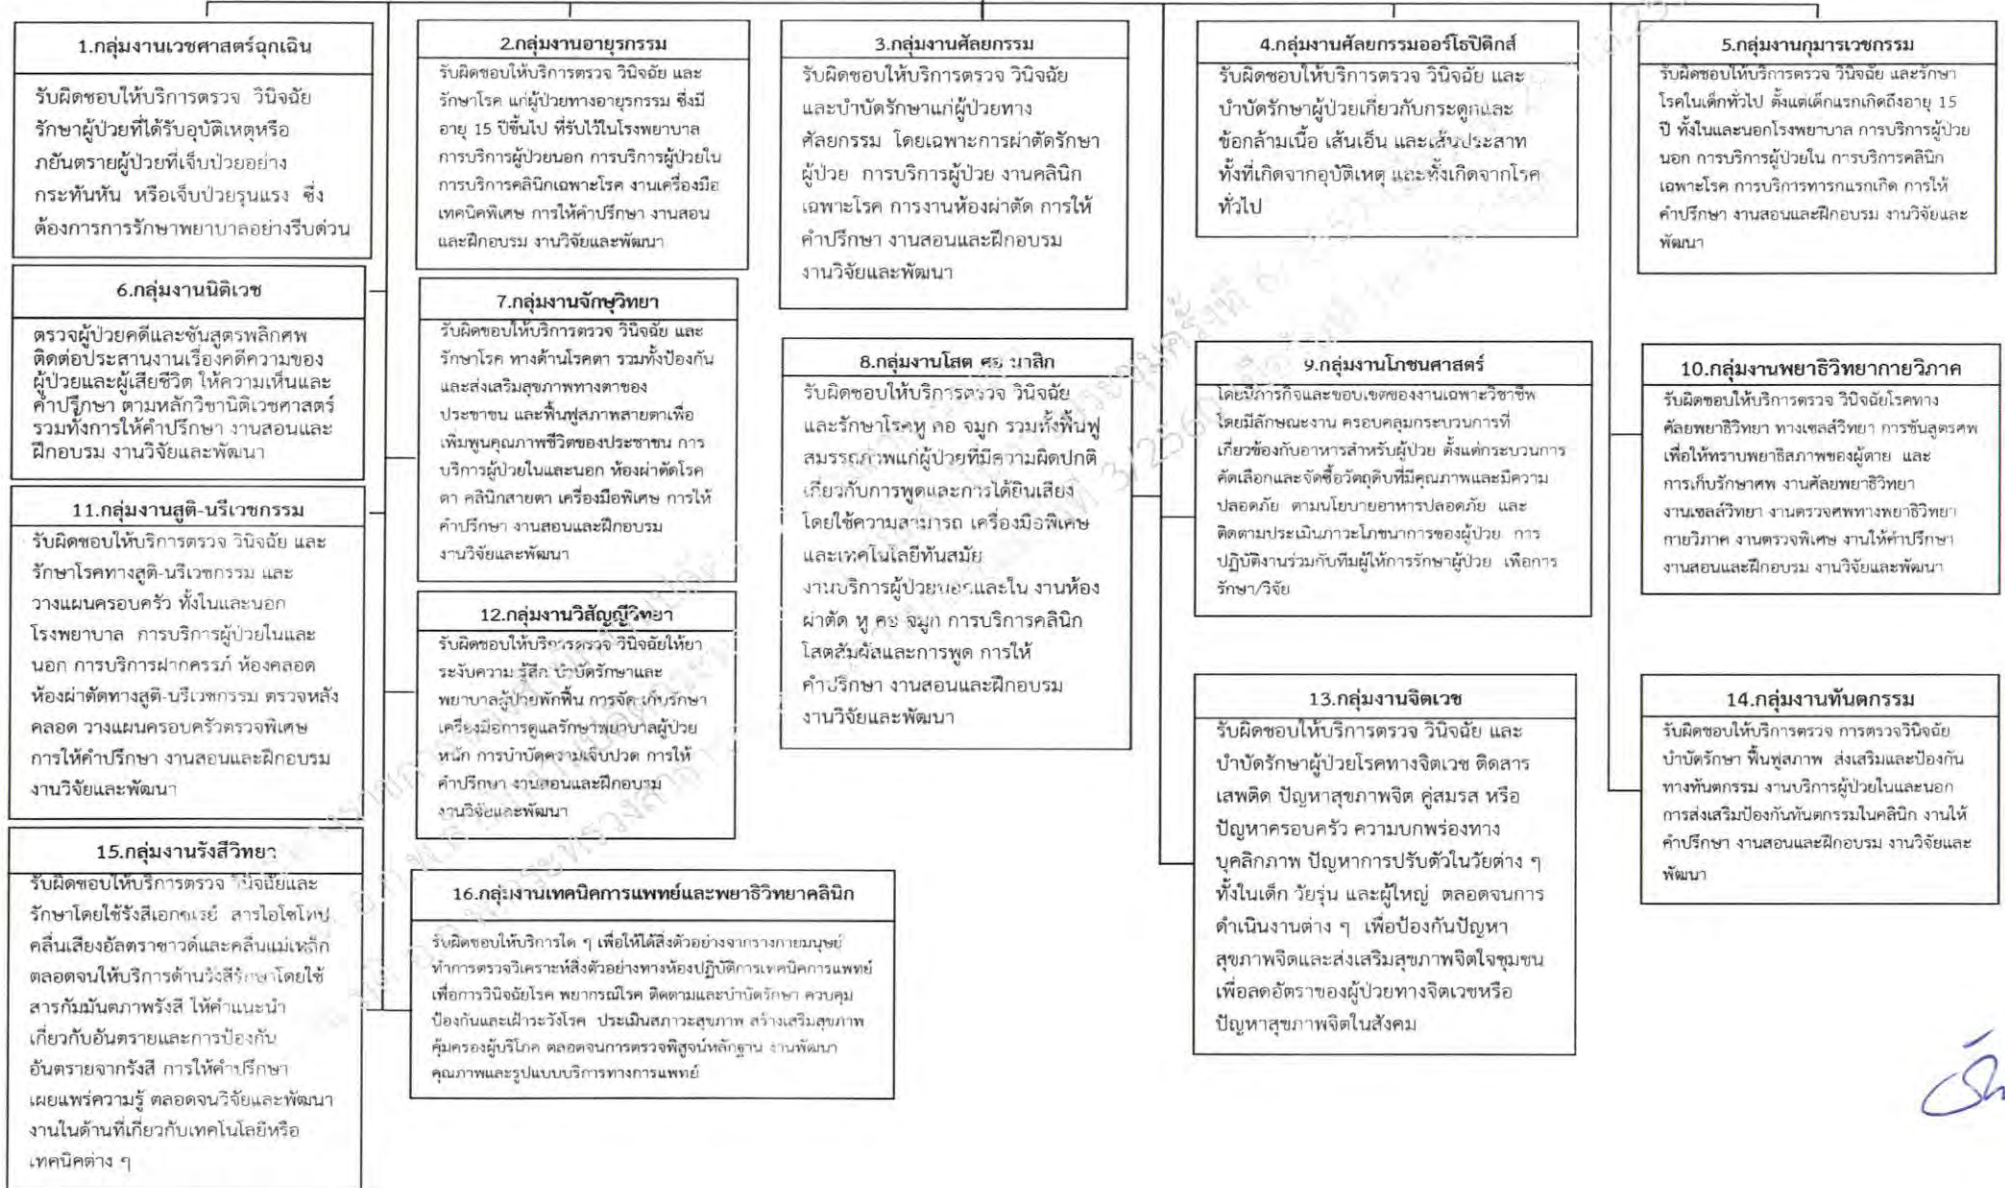 1.กลุ่มงานเวชศาสตร์ฉุกเฉิน
รับผิดชอบให้บริการตรวจ วินิจฉัย
รักษาผู้ป่วยที่ได้รับอุบัติเหตุหรือ
ภยันตรายผู้ป่วยที่เจ็บป่วยอย่าง
กระทันหัน หรือเจ็บป่วยรุนแรง ซึ่ง
ต้องการการรักษาพยาบาลอย่างรีบด่วน
2.กลุ่มงานอายุรกรรม
รับผิดชอบให้บริการตรวจ วินิจฉัย และ
รักษาโรค แก่ผู้ป่วยทางอายุรกรรม ซึ่งมี
อายุ 15 ปีขึ้นไป ที่รับไว้ในโรงพยาบาล
การบริการผู้ป่วยนอก การบริการผู้ป่วยใน
การบริการคลินิกเฉพาะโรค งานเครื่องมือ
เทคนิคพิเศษ การให้คำปรึกษา งานสอน
และฝึกอบรม งานวิจัยและพัฒนา
3.กลุ่มงานศัลยกรรม
รับผิดชอบให้บริการตรวจ วินิจฉัย
และบำบัดรักษาแก่ผู้ป่วยทาง
ศัลยกรรม โดยเฉพาะการผ่าตัดรักษา
ผู้ป่วย การบริการผู้ป่วย งานคลินิก
เฉพาะโรค การงานห้องผ่าตัด การให้
คำปรึกษา งานสอนและฝึกอบรม
งานวิจัยและพัฒนา
4.กลุ่มงานศัลยกรรมออร์โธปิดิกส์
รับผิดชอบให้บริการตรวจ วินิจฉัย และ
บำบัดรักษาผู้ป่วยเกี่ยวกับกระดูกและ
ข้อกล้ามเนื้อ เส้นเอ็น และเส้นประสาท
ทั้งที่เกิดจากอุบัติเหตุ และทั้งเกิดจากโรค
ทั่วไป
5.กลุ่มงานกุมารเวชกรรม
รับผิดชอบให้บริการตรวจ วินิจฉัย และรักษา
โรคในเด็กทั่วไป ตั้งแต่เด็กแรกเกิดถึงอายุ 15
ปี ทั้งในและนอกโรงพยาบาล การบริการผู้ป่วย
นอก การบริการผู้ป่วยใน การบริการคลินิก
เฉพาะโรค การบริการทารกแรกเกิด การให้
คำปรึกษา งานสอนและฝึกอบรม งานวิจัยและ
พัฒนา
6.กลุ่มงานนิติเวช
ตรวจผู้ป่วยคดีและชันสูตรพลิกศพ
ติดต่อประสานงานเรื่องคดีความของ
ผู้ป่วยและผู้เสียชีวิต ให้ความเห็นและ
คำปรึกษา ตามหลักวิชานิติเวชศาสตร์
รวมทั้งการให้คำปรึกษา งานสอนและ
ฝึกอบรม งานวิจัยและพัฒนา
7.กลุ่มงานจักษุวิทยา
รับผิดชอบให้บริการตรวจ วินิจฉัย และ
รักษาโรค ทางด้านโรคตา รวมทั้งป้องกัน
และส่งเสริมสุขภาพทางตาของ
ประชาชน และฟื้นฟูสภาพสายตาเพื่อ
เพิ่มพูนคุณภาพชีวิตของประชาชน การ
บริการผู้ป่วยในและนอก ห้องผ่าตัดโรค
ตา คลินิกสายตา เครื่องมือพิเศษ การให้
คำปรึกษา งานสอนและฝึกอบรม
งานวิจัยและพัฒนา
8.กลุ่มงานโสต ศอ นาสิก
รับผิดชอบให้บริการตรวจ วินิจฉัย
และรักษาโรคหู คอ จมูก รวมทั้งฟื้นฟู
สมรรถภาพแก่ผู้ป่วยที่มีความผิดปกติ
เกี่ยวกับการพูดและการได้ยินเสียง
โดยใช้ความสามารถ เครื่องมือพิเศษ
และเทคโนโลยีทันสมัย
งานบริการผู้ป่วยนอกและใน งานห้อง
ผ่าตัด หู คอ จมูก การบริการคลินิก
โสตสัมผัสและการพูด การให้
คำปรึกษา งานสอนและฝึกอบรม
งานวิจัยและพัฒนา
9.กลุ่มงานโภชนศาสตร์
โดยมีภารกิจและขอบเขตของงานเฉพาะวิชาชีพ
โดยมีลักษณะงาน ครอบคลุมกระบวนการที่
เกี่ยวข้องกับอาหารสำหรับผู้ป่วย ตั้งแต่กระบวนการ
คัดเลือกและจัดซื้อวัตถุดิบที่มีคุณภาพและมีความ
ปลอดภัย ตามนโยบายอาหารปลอดภัย และ
ติดตามประเมินภาวะโภชนาการของผู้ป่วย การ
ปฏิบัติงานร่วมกับทีมผู้ให้การรักษาผู้ป่วย เพื่อการ
รักษา/วิจัย
10.กลุ่มงานพยาธิวิทยากายวิภาค
รับผิดชอบให้บริการตรวจ วินิจฉัยโรคทาง
ศัลยพยาธิวิทยา ทางเซลล์วิทยา การชันสูตรศพ
เพื่อให้ทราบพยาธิสภาพของผู้ตาย และ
การเก็บรักษาศพ งานศัลยพยาธิวิทยา
งานเซลล์วิทยา งานตรวจศพทางพยาธิวิทยา
กายวิภาค งานตรวจพิเศษ งานให้คำปรึกษา
งานสอนและฝึกอบรม งานวิจัยและพัฒนา
11.กลุ่มงานสูติ-นรีเวชกรรม
รับผิดชอบให้บริการตรวจ วินิจฉัย และ
รักษาโรคทางสูติ-นรีเวชกรรม และ
วางแผนครอบครัว ทั้งในและนอก
โรงพยาบาล การบริการผู้ป่วยในและ
นอก การบริการฝากครรภ์ ห้องคลอด
ห้องผ่าตัดทางสูติ-นรีเวชกรรม ตรวจหลัง
คลอด วางแผนครอบครัวตรวจพิเศษ
การให้คำปรึกษา งานสอนและฝึกอบรม
งานวิจัยและพัฒนา
12.กลุ่มงานวิสัญญีวิทยา
รับผิดชอบให้บริการตรวจ วินิจฉัยให้ยา
ระงับความ รู้สึก บำบัดรักษาและ
พยาบาลผู้ป่วยพักฟื้น การจัด เก็บรักษา
เครื่องมือการดูแลรักษาพยาบาลผู้ป่วย
หนัก การบำบัดความเจ็บปวด การให้
คำปรึกษา งานสอนและฝึกอบรม
งานวิจัยและพัฒนา
13.กลุ่มงานจิตเวช
รับผิดชอบให้บริการตรวจ วินิจฉัย และ
บำบัดรักษาผู้ป่วยโรคทางจิตเวช ติดสาร
เสพติด ปัญหาสุขภาพจิต คู่สมรส หรือ
ปัญหาครอบครัว ความบกพร่องทาง
บุคลิกภาพ ปัญหาการปรับตัวในวัยต่าง ๆ
ทั้งในเด็ก วัยรุ่น และผู้ใหญ่ ตลอดจนการ
ดำเนินงานต่าง ๆ เพื่อป้องกันปัญหา
สุขภาพจิตและส่งเสริมสุขภาพจิตใจชุมชน
เพื่อลดอัตราของผู้ป่วยทางจิตเวชหรือ
ปัญหาสุขภาพจิตในสังคม
14.กลุ่มงานทันตกรรม
รับผิดชอบให้บริการตรวจ การตรวจวินิจฉัย
บำบัดรักษา ฟื้นฟูสภาพ ส่งเสริมและป้องกัน
ทางทันตกรรม งานบริการผู้ป่วยในและนอก
การส่งเสริมป้องกันทันตกรรมในคลินิก งานให้
คำปรึกษา งานสอนและฝึกอบรม งานวิจัยและ
พัฒนา
15.กลุ่มงานรังสีวิทยา
รับผิดชอบให้บริการตรวจ วินิจฉัยและ
รักษาโดยใช้รังสีเอกซเรย์ สารไอโซโทป
คลื่นเสียงอัลตราซาวด์และคลื่นแม่เหล็ก
ตลอดจนให้บริการด้านรังสีรักษาโดยใช้
สารกัมมันตภาพรังสี ให้คำแนะนำ
เกี่ยวกับอันตรายและการป้องกัน
อันตรายจากรังสี การให้คำปรึกษา
เผยแพร่ความรู้ ตลอดจนวิจัยและพัฒนา
งานในด้านที่เกี่ยวกับเทคโนโลยีหรือ
เทคนิคต่าง ๆ
16.กลุ่มงานเทคนิคการแพทย์และพยาธิวิทยาคลินิก
รับผิดชอบให้บริการใด ๆ เพื่อให้ได้สิ่งตัวอย่างจากร่างกายมนุษย์
ทำการตรวจวิเคราะห์สิ่งตัวอย่างทางห้องปฏิบัติการเทคนิคการแพทย์
เพื่อการวินิจฉัยโรค พยากรณ์โรค ติดตามและบำบัดรักษา ควบคุม
ป้องกันและเฝ้าระวังโรค ประเมินสภาวะสุขภาพ สร้างเสริมสุขภาพ
คุ้มครองผู้บริโภค ตลอดจนการตรวจพิสูจน์หลักฐาน งานพัฒนา
คุณภาพและรูปแบบบริการทางการแพทย์